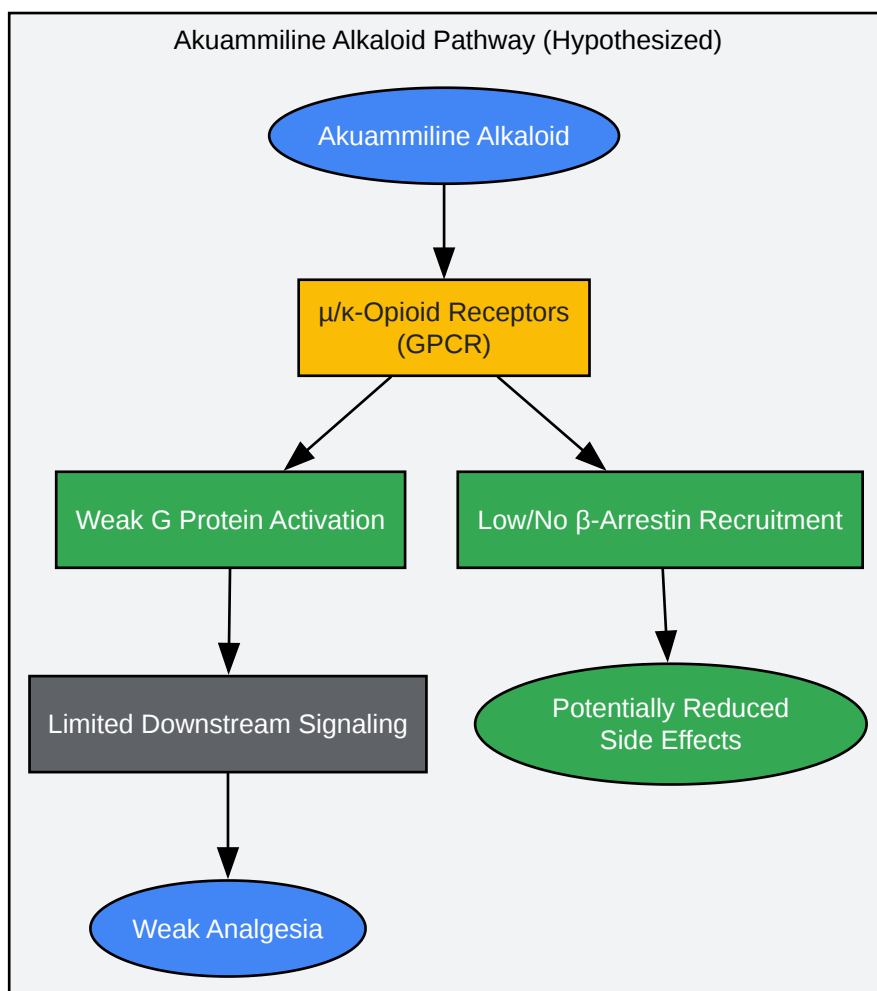 Akuammiline Alkaloid Pathway (Hypothesized)
Akuammiline Alkaloid
µ/κ-Opioid Receptors
(GPCR)
Weak G Protein Activation
Low/No β-Arrestin Recruitment
Limited Downstream Signaling
Potentially Reduced
Side Effects
Weak Analgesia